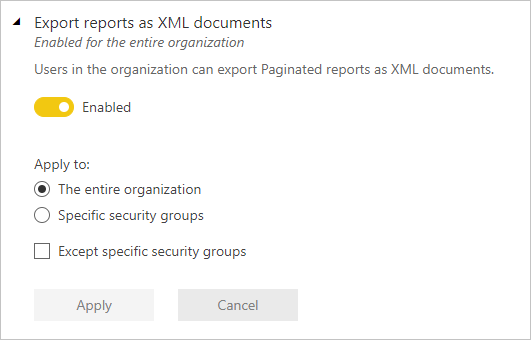 Export reports as XML documents
Enabled for the entire organization
Users in the organization can export Paginated reports as XML documents.
Enabled
Apply to:
The entire organization
Specific security groups
Except specific security groups
Apply
Cancel